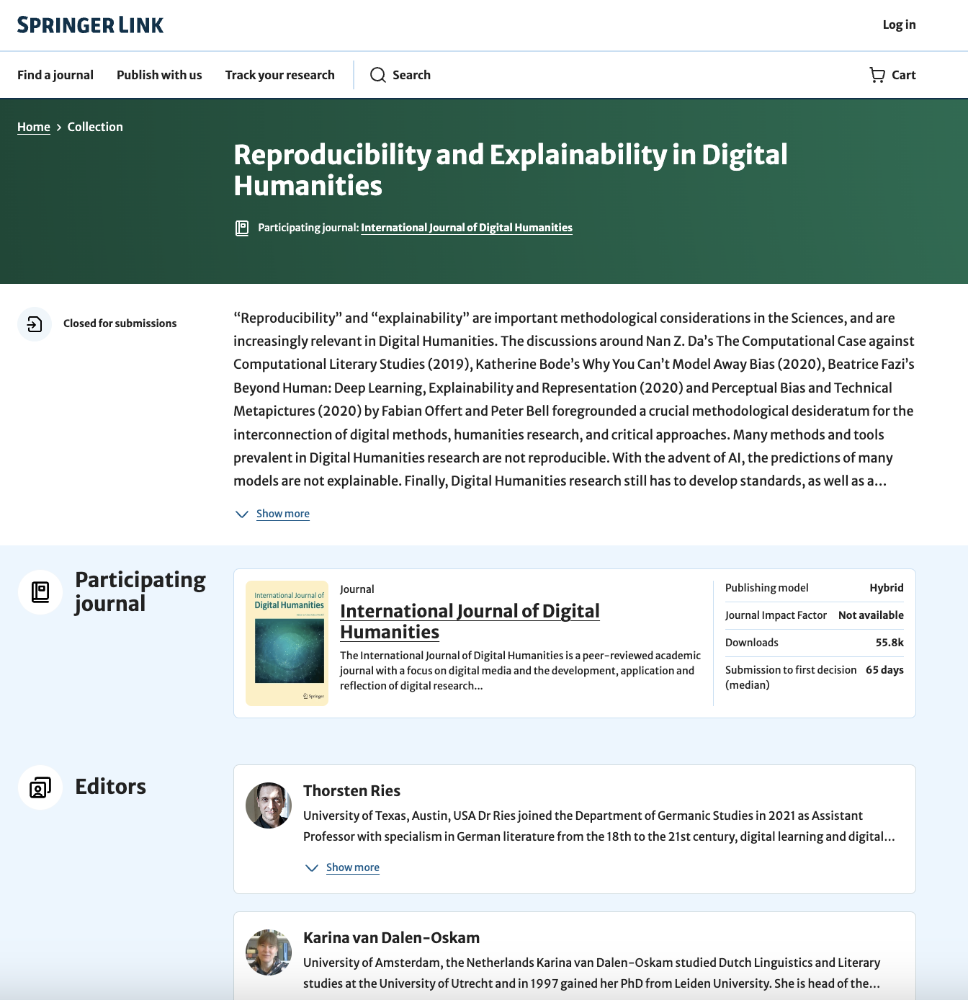 SPRINGER LINK
Log in
Find a journal
Publish with us
Track your research
Search
Cart
Home > Collection
Reproducibility and Explainability in Digital
Humanities
Participating journal: International Journal of Digital Humanities
Closed for submissions
“Reproducibility” and “explainability” are important methodological considerations in the Sciences, and are
increasingly relevant in Digital Humanities. The discussions around Nan Z. Da’s The Computational Case against
Computational Literary Studies (2019), Katherine Bode’s Why You Can’t Model Away Bias (2020), Beatrice Fazi’s
Beyond Human: Deep Learning, Explainability and Representation (2020) and Perceptual Bias and Technical
Metapictures (2020) by Fabian Offert and Peter Bell foregrounded a crucial methodological desideratum for the
interconnection of digital methods, humanities research, and critical approaches. Many methods and tools
prevalent in Digital Humanities research are not reproducible. With the advent of AI, the predictions of many
models are not explainable. Finally, Digital Humanities research still has to develop standards, as well as a...
Show more
Participating
journal
International Journal of
Digital Humanities
Springer
Journal
International Journal of Digital
Humanities
The International Journal of Digital Humanities is a peer-reviewed academic
journal with a focus on digital media and the development, application and
reflection of digital research...
Publishing model Hybrid
Journal Impact Factor Not available
Downloads 55.8k
Submission to first decision 65 days
(median)
Editors
Thorsten Ries
University of Texas, Austin, USA Dr Ries joined the Department of Germanic Studies in 2021 as Assistant
Professor with specialism in German literature from the 18th to the 21st century, digital learning and digital...
Show more
Karina van Dalen-Oskam
University of Amsterdam, the Netherlands Karina van Dalen-Oskam studied Dutch Linguistics and Literary
studies at the University of Utrecht and in 1997 gained her PhD from Leiden University. She is head of the...